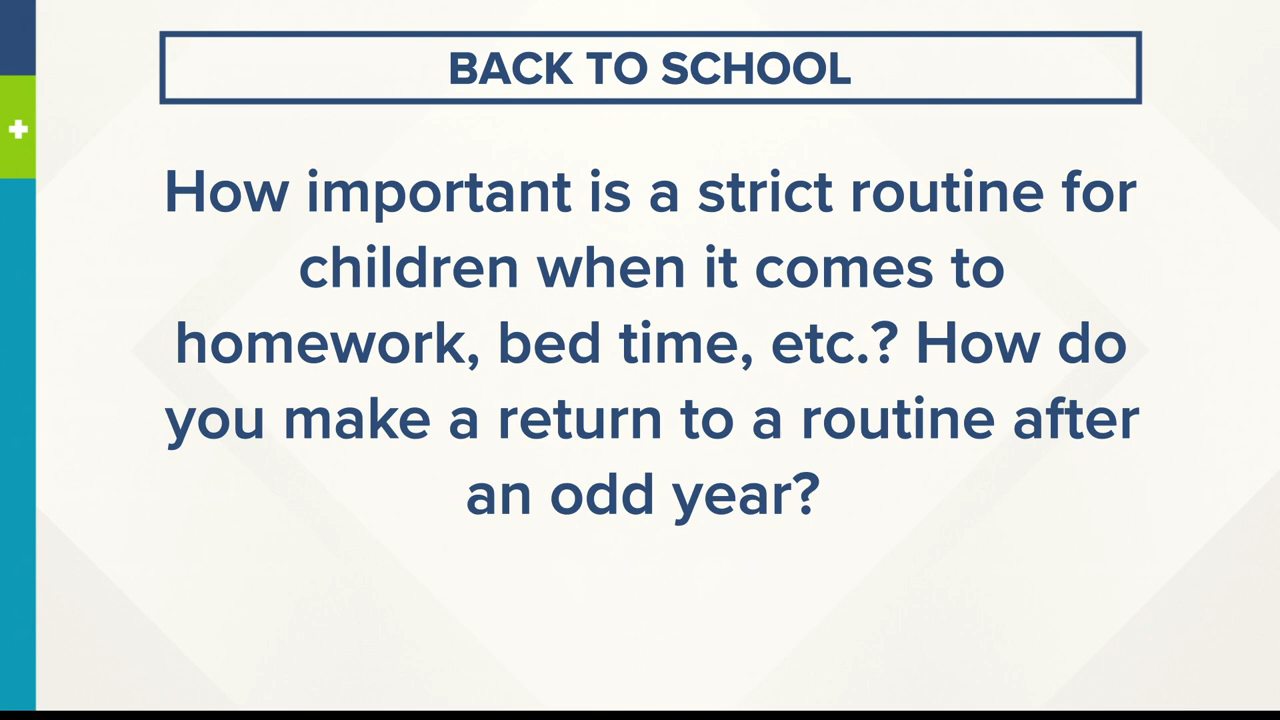 BACK TO SCHOOL
How important is a strict routine for
children when it comes to
homework, bed time, etc.? How do
you make a return to a routine after
an odd year?